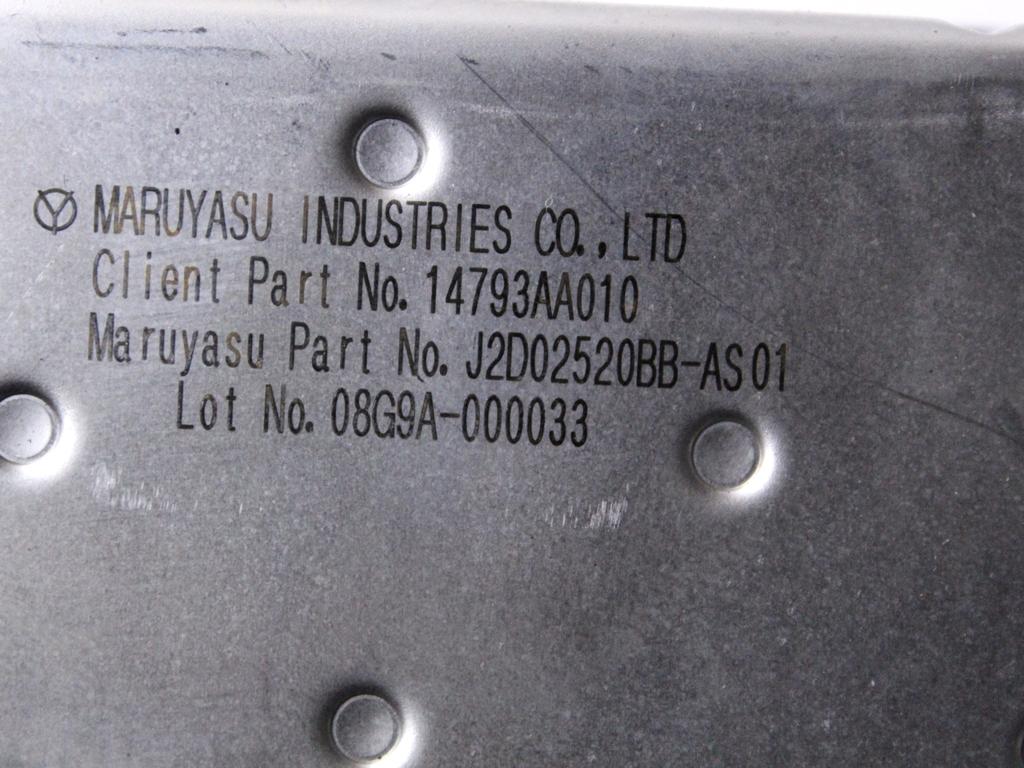 MARUYASU INDUSTRIES CO., LTD
Client Part No. 14793AA010
Maruyasu Part No. J2D02520BB-AS01
Lot No. 08G9A-000033